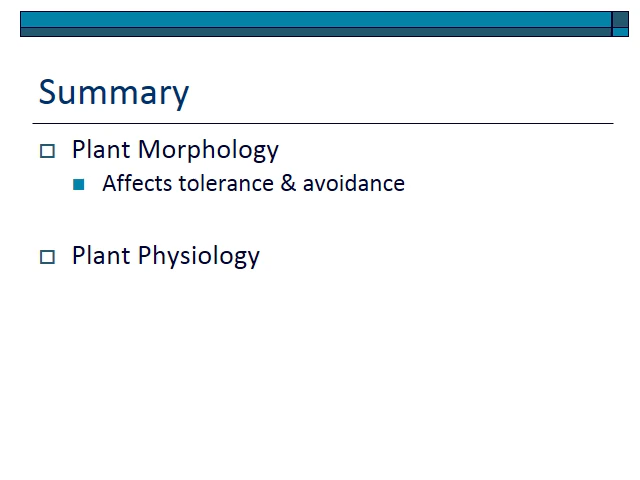 Summary
Plant Morphology
Affects tolerance & avoidance
Plant Physiology